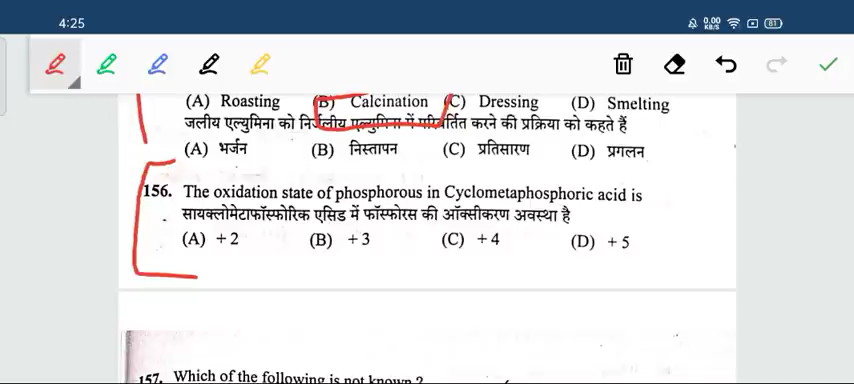 4:25
0.00
KB/S
81
(A) Roasting (B) Calcination (C) Dressing (D) Smelting
जलीय एल्युमिना को निर्जलीय एल्युमिना में परिवर्तित करने की प्रक्रिया को कहते हैं
(A) भर्जन (B) निस्तापन (C) प्रतिसारण (D) प्रगलन
156. The oxidation state of phosphorous in Cyclometaphosphoric acid is
सायक्लोमेटाफॉस्फोरिक एसिड में फॉस्फोरस की ऑक्सीकरण अवस्था है
(A) +2 (B) +3 (C) +4 (D) +5
157. Which of the following is not known ?